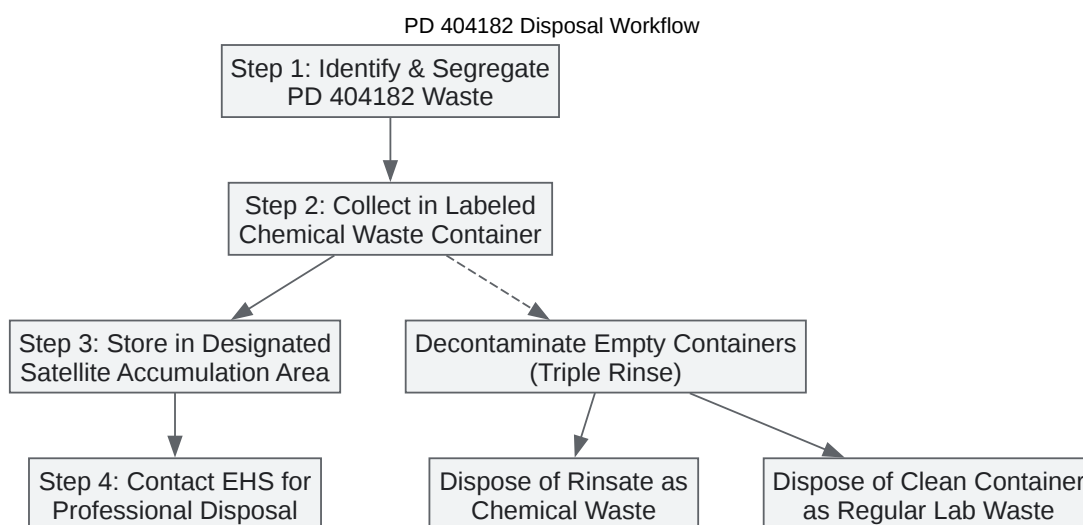 PD 404182 Disposal Workflow
Step 1: Identify & Segregate
PD 404182 Waste
Step 2: Collect in Labeled
Chemical Waste Container
Step 3: Store in Designated
Satellite Accumulation Area
Decontaminate Empty Containers
(Triple Rinse)
Step 4: Contact EHS for
Professional Disposal
Dispose of Rinsate as
Chemical Waste
Dispose of Clean Container
as Regular Lab Waste